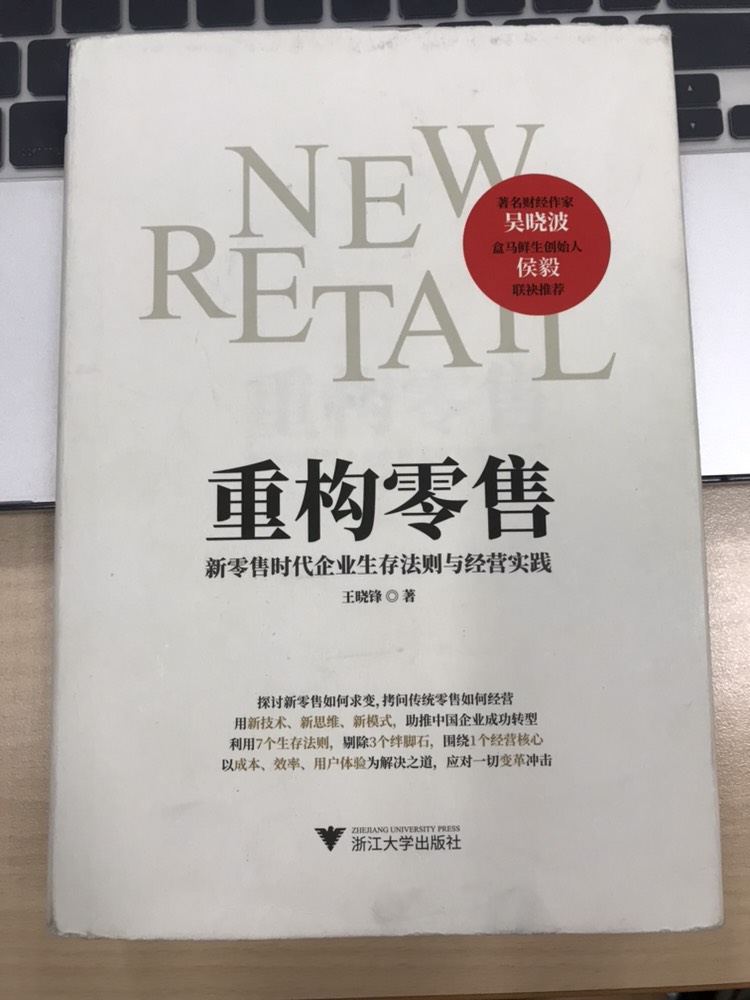 NEW
RETAIL
著名财经作家
吴晓波
盒马鲜生创始人
侯毅
联袂推荐
重构零售
新零售时代企业生存法则与经营实践
王晓锋◎著
探讨新零售如何求变,拷问传统零售如何经营
用新技术、新思维、新模式，助推中国企业成功转型
利用7个生存法则，剔除3个绊脚石，围绕1个经营核心
以成本、效率、用户体验为解决之道，应对一切变革冲击
ZHEJIANG UNIVERSITY PRESS
浙江大学出版社